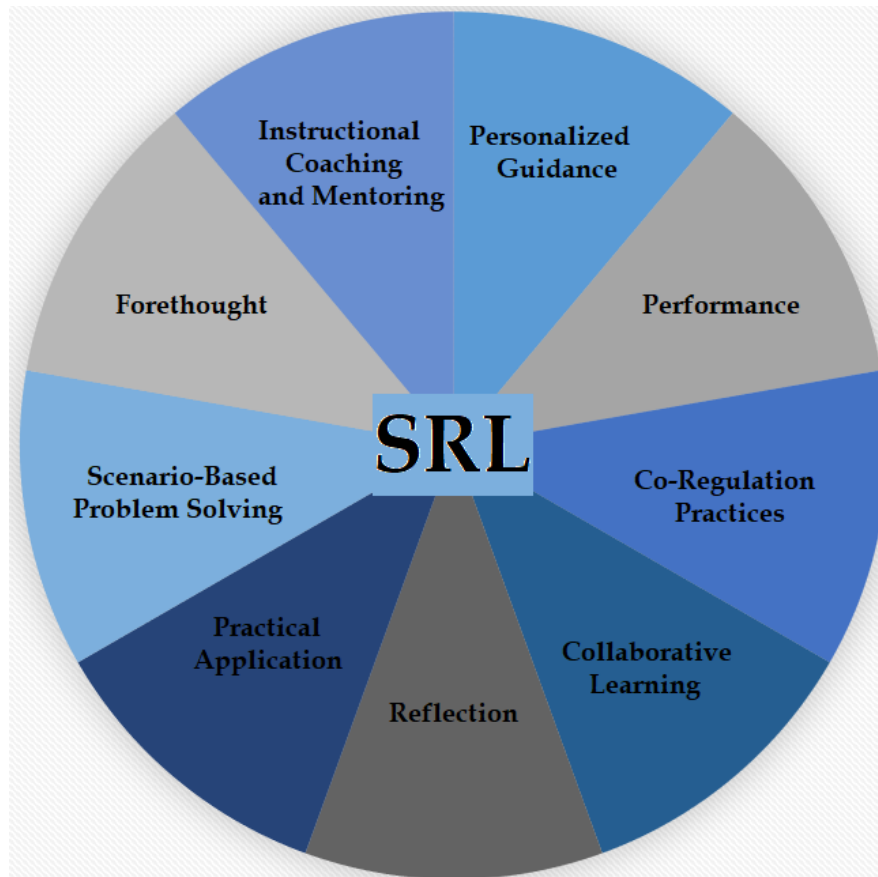 Instructional
Coaching
and Mentoring
Personalized
Guidance
Forethought
Performance
SRL
Scenario-Based
Problem Solving
Co-Regulation
Practices
Practical
Application
Collaborative
Learning
Reflection